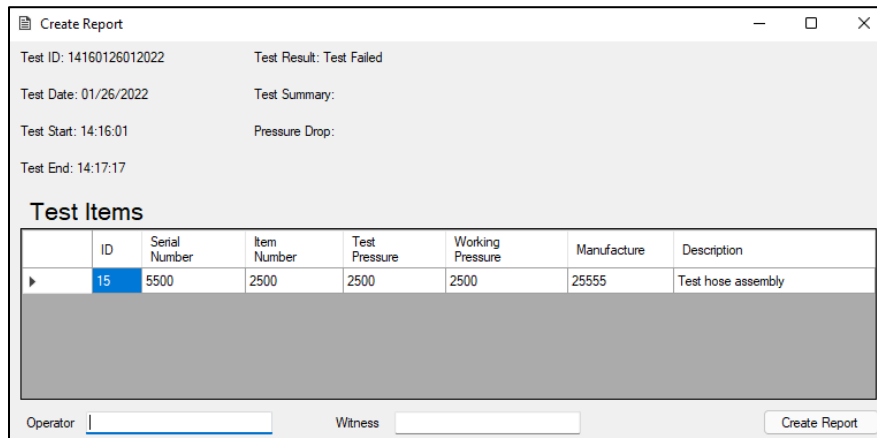 Create Report
Test ID: 14160126012022 Test Result: Test Failed
Test Date: 01/26/2022 Test Summary:
Test Start: 14:16:01 Pressure Drop:
Test End: 14:17:17
Test Items
ID Serial Number Item Number Test Pressure Working Pressure Manufacture Description
15 5500 2500 2500 2500 25555 Test hose assembly
Operator Witness Create Report